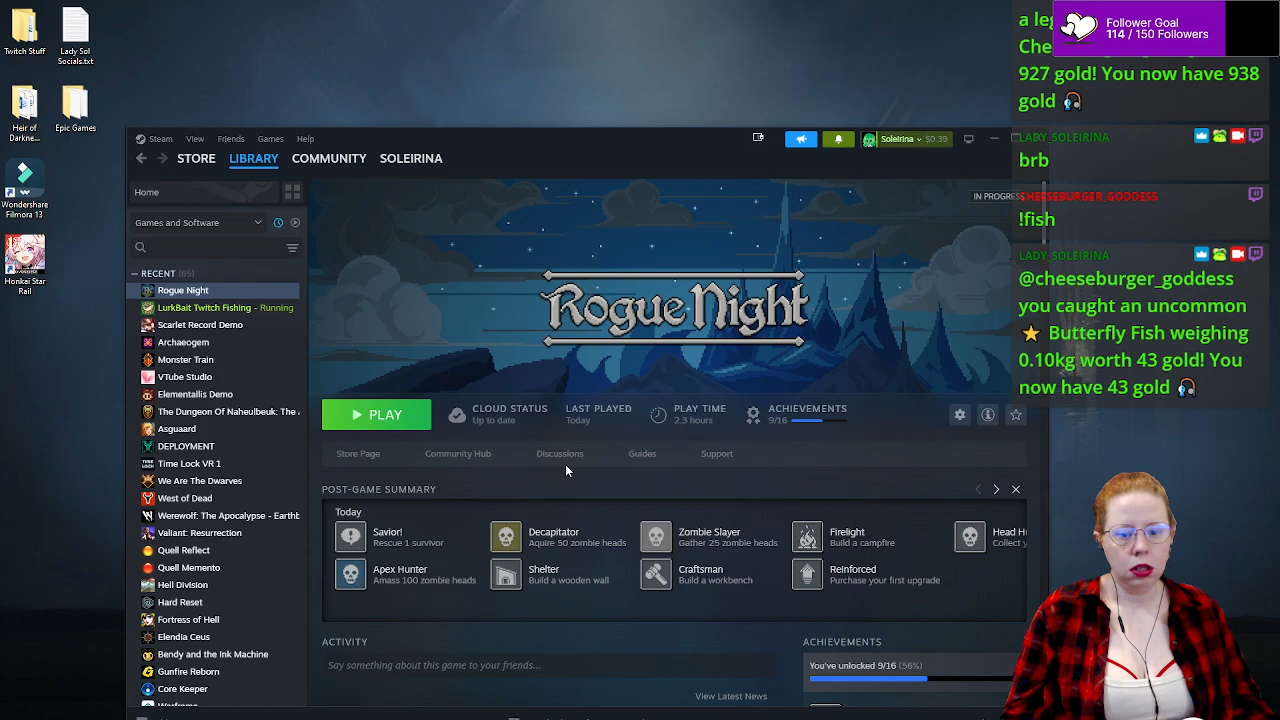 Twitch Stuff
Lady Sol Socials.txt
Heir of Darkne...
Epic Games
Wondershare Filmora 13
Honkai Star Rail
Steam View Friends Games Help
Soleirina $0.39
STORE LIBRARY COMMUNITY SOLEIRINA
Home
Games and Software
RECENT (65)
Rogue Night
LurkBait Twitch Fishing - Running
Scarlet Record Demo
Archaeogem
Monster Train
VTube Studio
Elementallis Demo
The Dungeon Of Naheulbeuk: The
Asguaard
DEPLOYMENT
Time Lock VR 1
We Are The Dwarves
West of Dead
Werewolf: The Apocalypse - Earthb
Valiant: Resurrection
Quell Reflect
Quell Memento
Hell Division
Hard Reset
Fortress of Hell
Elendia Ceus
Bendy and the Ink Machine
Gunfire Reborn
Core Keeper
IN PROGRESS
Rogue Night
PLAY
CLOUD STATUS
Up to date
LAST PLAYED
Today
PLAY TIME
2.3 hours
ACHIEVEMENTS
9/16
Store Page Community Hub Discussions Guides Support
POST-GAME SUMMARY
Today
Savior!
Rescue 1 survivor
Decapitator
Aquire 50 zombie heads
Zombie Slayer
Gather 25 zombie heads
Firelight
Build a campfire
Head Hu
Collect y
Apex Hunter
Amass 100 zombie heads
Shelter
Build a wooden wall
Craftsman
Build a workbench
Reinforced
Purchase your first upgrade
ACTIVITY
Say something about this game to your friends...
View Latest News
ACHIEVEMENTS
You've unlocked 9/16 (56%)
Follower Goal
114 / 150 Followers
a leg
Chee
927 gold! You now have 938
gold
LADY_SOLEIRINA
brb
CHEESEBURGER_GODDESS
!fish
LADY_SOLEIRINA
@cheeseburger_goddess
you caught an uncommon
Butterfly Fish weighing
0.10kg worth 43 gold! You
now have 43 gold